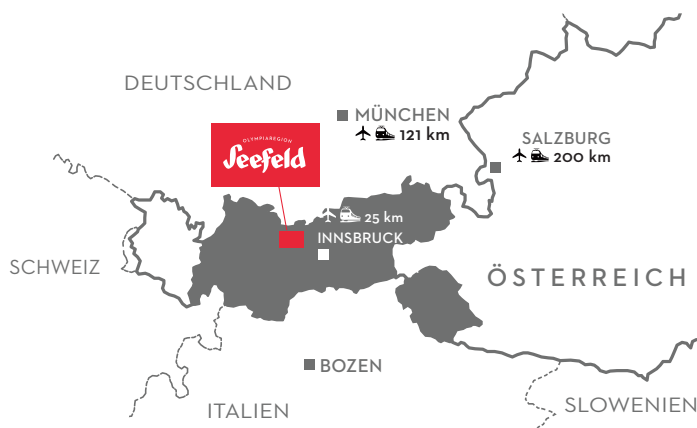 DEUTSCHLAND
MÜNCHEN
121 km
OLYMPIAREGION
Seefeld
SALZBURG
200 km
25 km
INNSBRUCK
SCHWEIZ
ÖSTERREICH
BOZEN
ITALIEN
SLOWENIEN